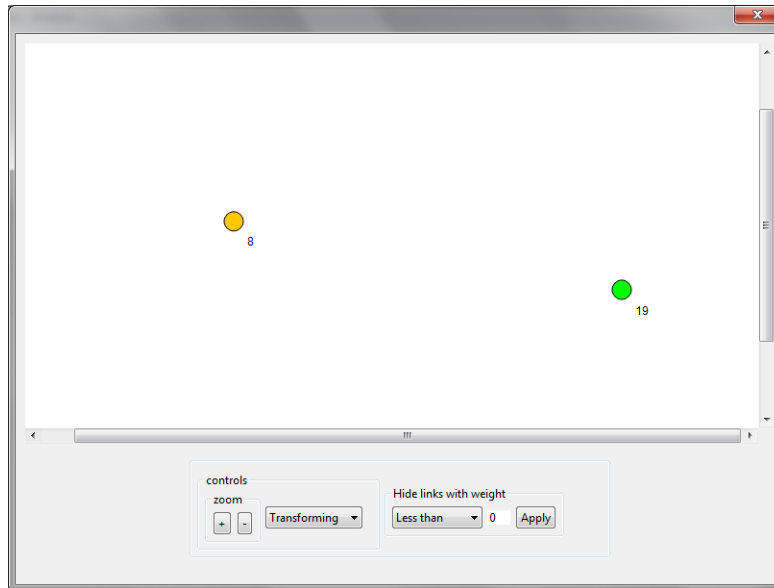 8
19
controls
zoom
+ -
Transforming
Hide links with weight
Less than 0 Apply